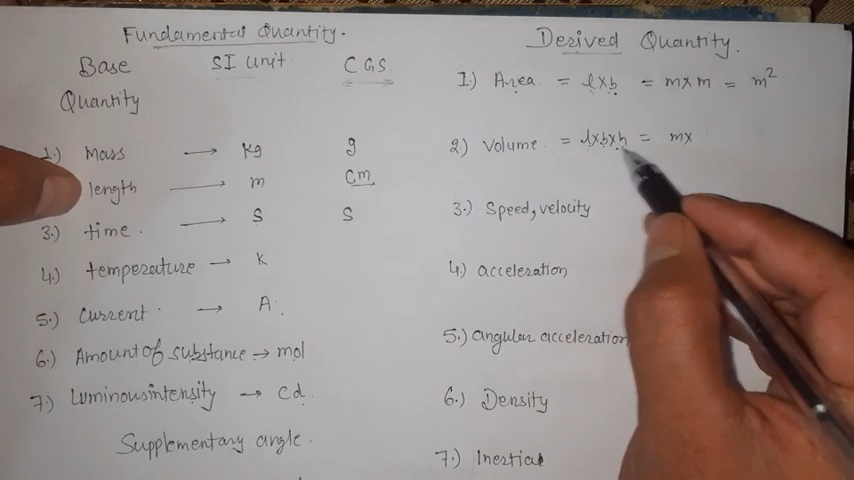 Fundamental Quantity.
Base Quantity SI Unit CGS
1.) Mass → Kg g
length → m Cm
3.) time. → S S
4.) temperature → K
5.) Current. → A.
6.) Amount of substance → mol
7.) Luminous intensity → Cd.
Supplementary angle.
Derived Quantity.
1.) Area = l×b = m×m = m²
2.) Volume. = l×b×h = m×
3.) Speed, velocity
4.) acceleration
5.) angular acceleration
6.) Density
7.) Inertia